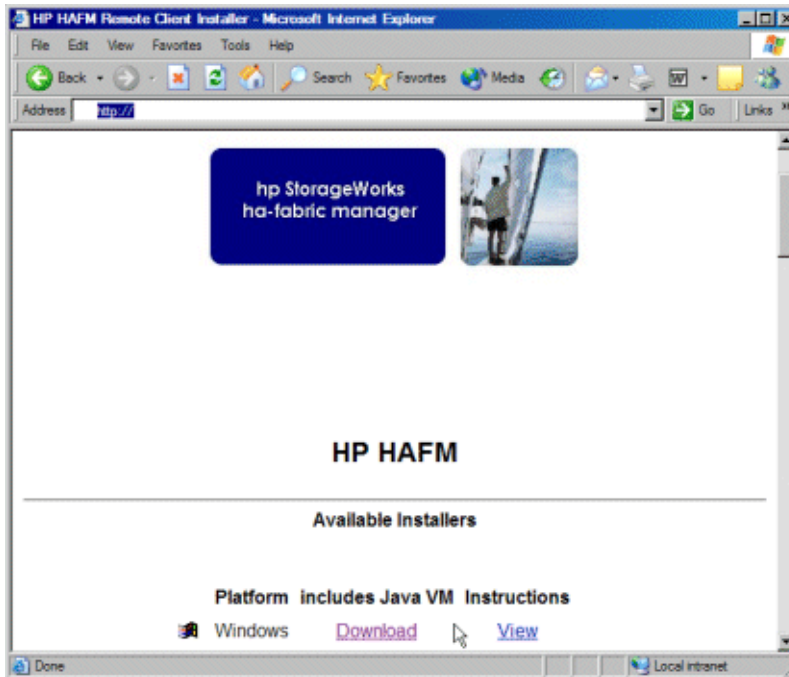 HP HAFM Remote Client Installer - Microsoft Internet Explorer
File Edit View Favorites Tools Help
Back Search Favorites Media
Address http:// Go Links »
hp StorageWorks
ha-fabric manager
HP HAFM
Available Installers
Platform includes Java VM Instructions
Windows Download View
Done Local intranet